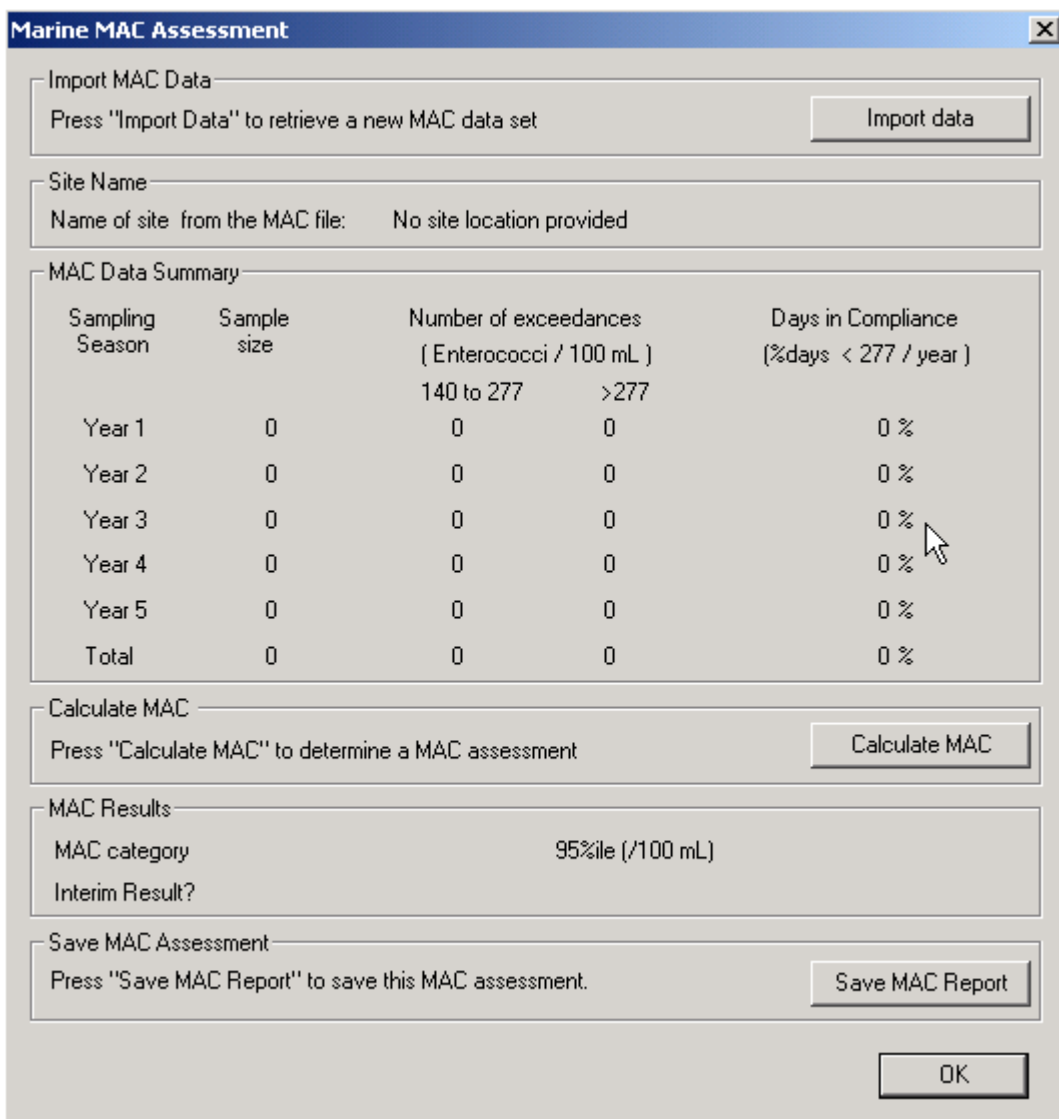 Marine MAC Assessment
Import MAC Data
Press "Import Data" to retrieve a new MAC data set Import data
Site Name
Name of site from the MAC file: No site location provided
MAC Data Summary
Sampling Sample Number of exceedances Days in Compliance
Season size ( Enterococci / 100 mL ) (%days < 277 / year )
140 to 277 >277
Year 1 0 0 0 0 %
Year 2 0 0 0 0 %
Year 3 0 0 0 0 %
Year 4 0 0 0 0 %
Year 5 0 0 0 0 %
Total 0 0 0 0 %
Calculate MAC
Press "Calculate MAC" to determine a MAC assessment Calculate MAC
MAC Results
MAC category 95%ile (/100 mL)
Interim Result?
Save MAC Assessment
Press "Save MAC Report" to save this MAC assessment. Save MAC Report
OK